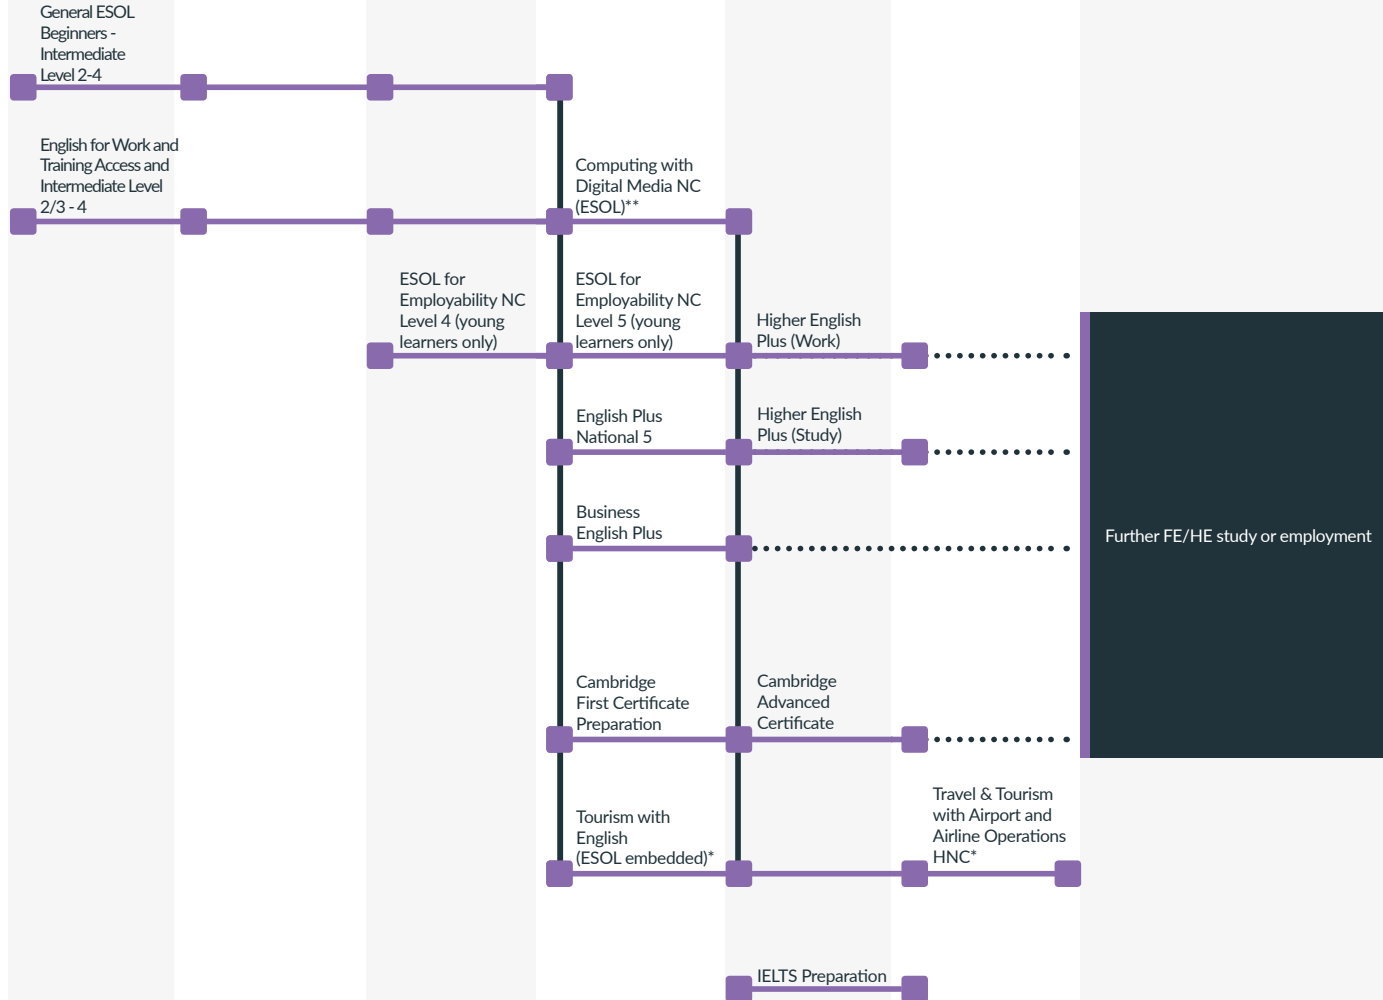 General ESOL
Beginners -
Intermediate
Level 2-4
English for Work and
Training Access and
Intermediate Level
2/3 - 4
Computing with
Digital Media NC
(ESOL)**
ESOL for
Employability NC
Level 4 (young
learners only)
ESOL for
Employability NC
Level 5 (young
learners only)
Higher English
Plus (Work)
English Plus
National 5
Higher English
Plus (Study)
Business
English Plus
Further FE/HE study or employment
Cambridge
First Certificate
Preparation
Cambridge
Advanced
Certificate
Tourism with
English
(ESOL embedded)*
Travel & Tourism
with Airport and
Airline Operations
HNC*
IELTS Preparation